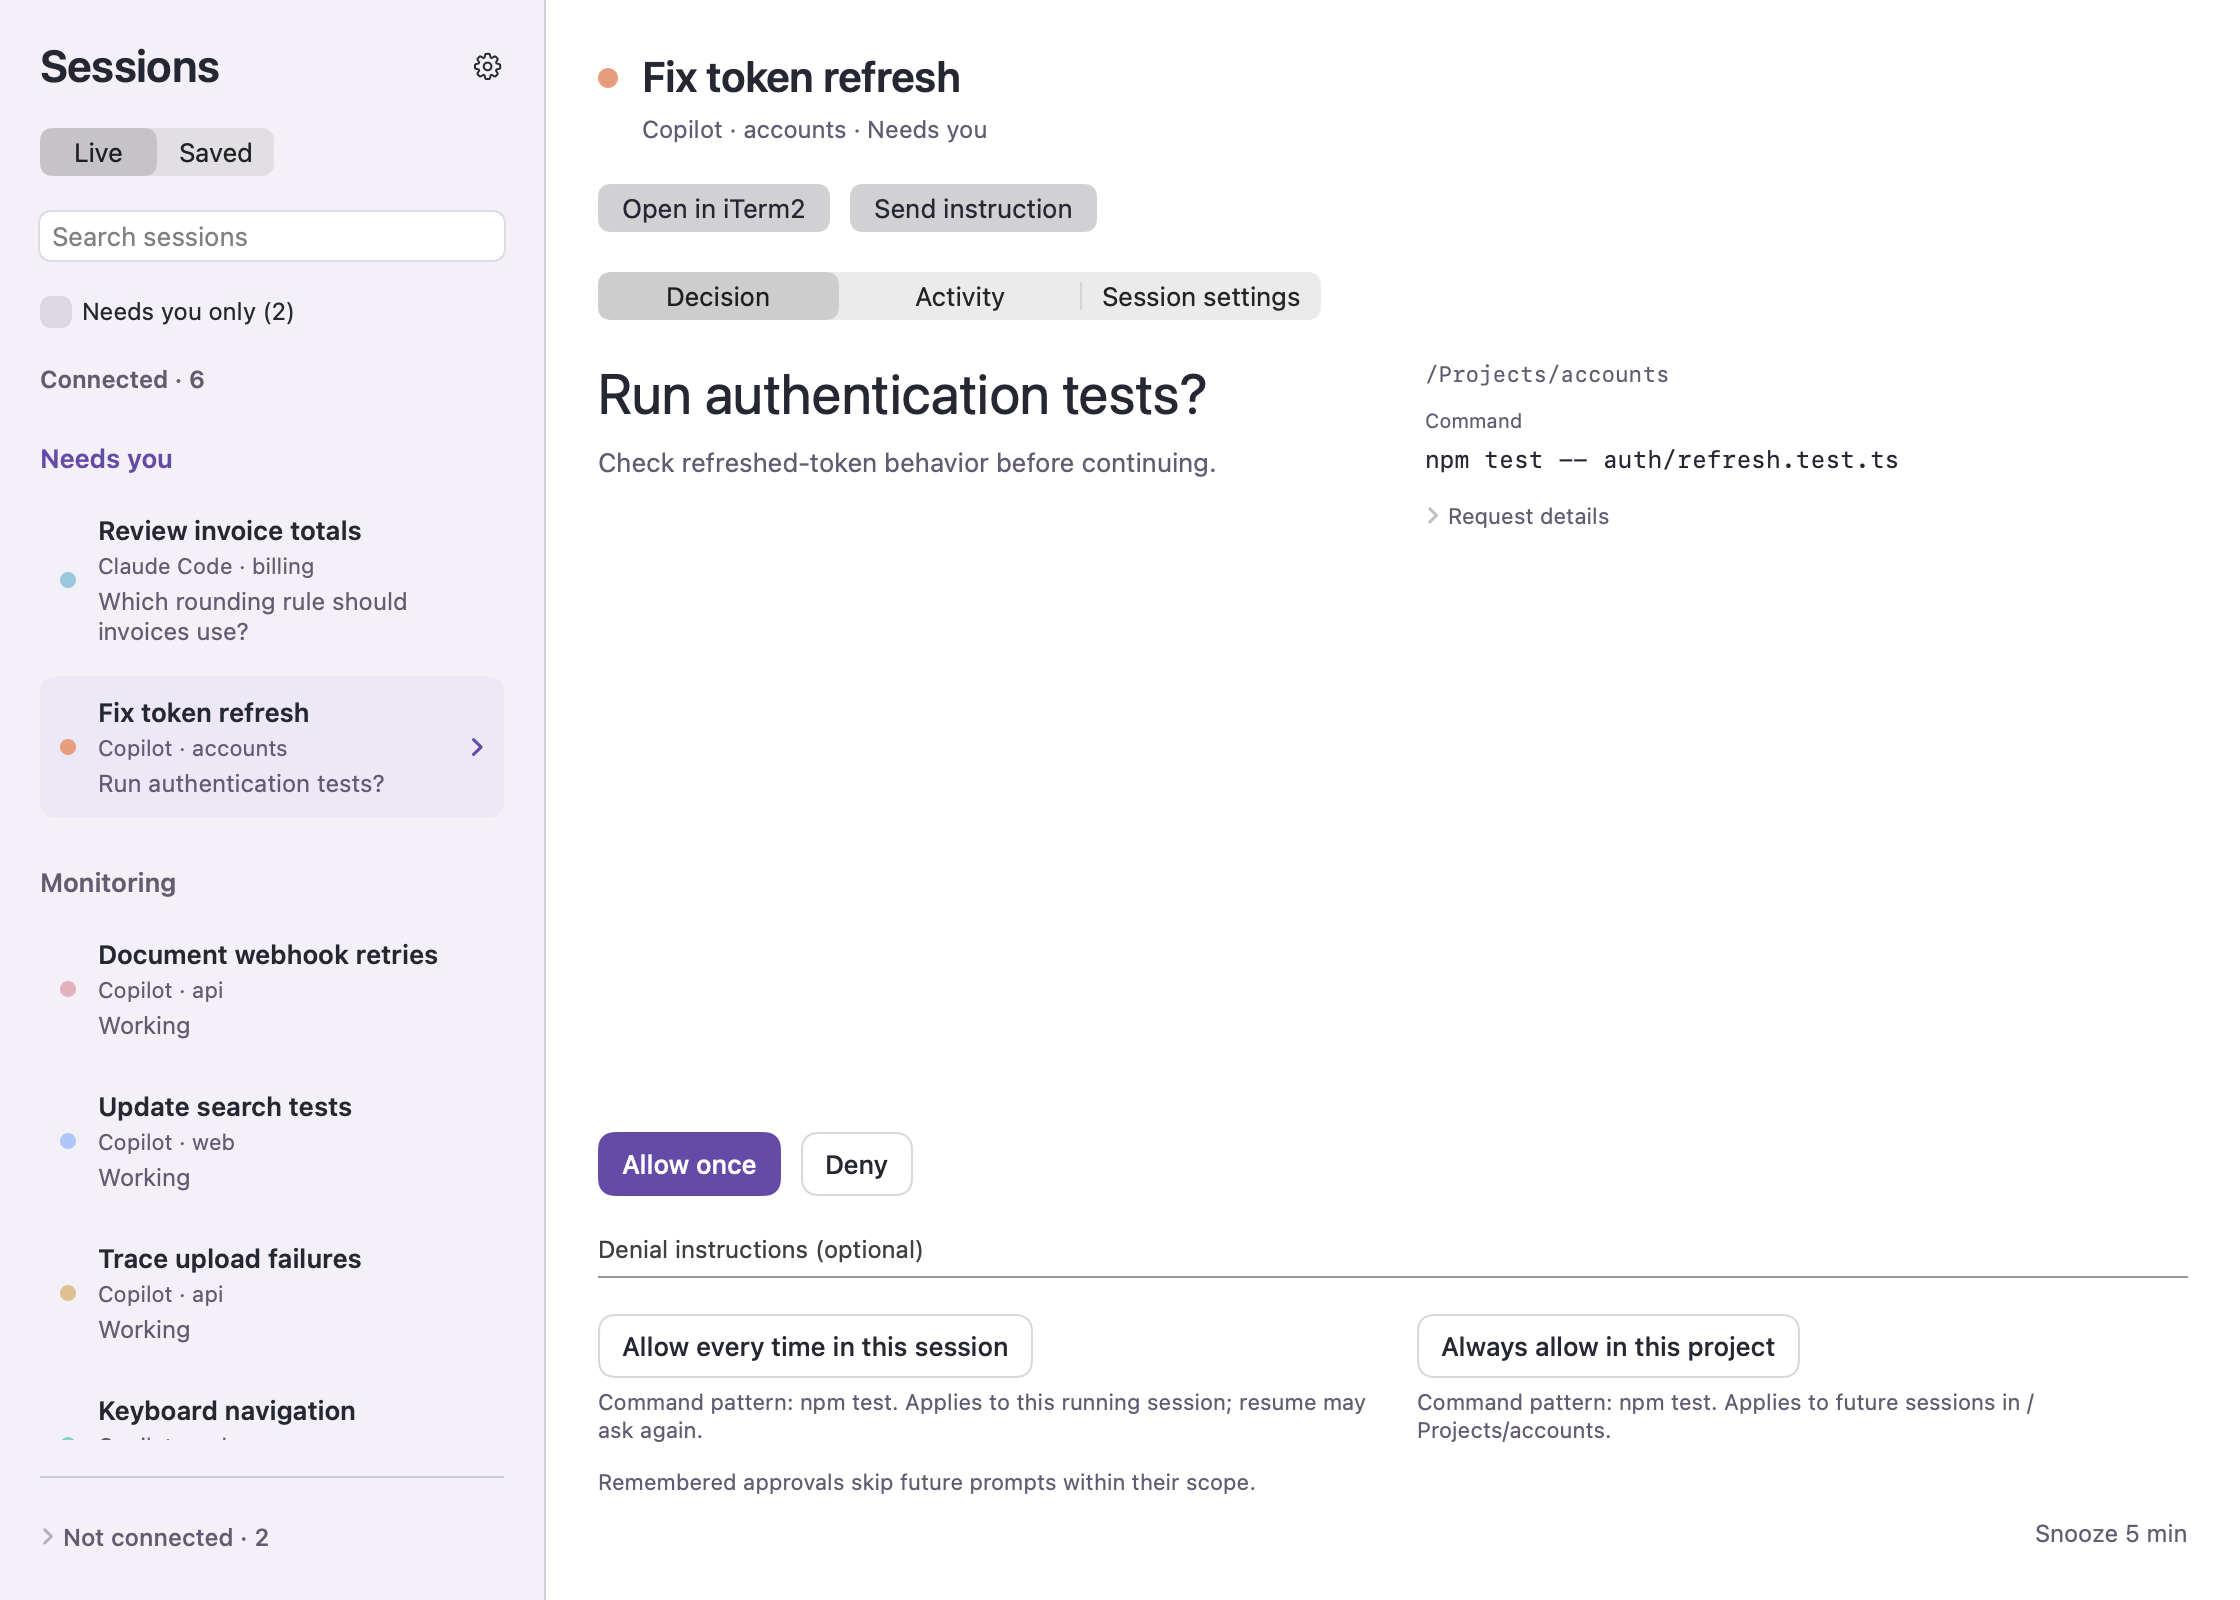 Sessions
Live
Saved
Search sessions
Needs you only (2)
Connected · 6
Needs you
Review invoice totals
Claude Code · billing
Which rounding rule should
invoices use?
Fix token refresh
Copilot · accounts
Run authentication tests?
Monitoring
Document webhook retries
Copilot · api
Working
Update search tests
Copilot · web
Working
Trace upload failures
Copilot · api
Working
Keyboard navigation
Not connected · 2
Fix token refresh
Copilot · accounts · Needs you
Open in iTerm2
Send instruction
Decision
Activity
Session settings
Run authentication tests?
Check refreshed-token behavior before continuing.
/Projects/accounts
Command
npm test -- auth/refresh.test.ts
Request details
Allow once
Deny
Denial instructions (optional)
Allow every time in this session
Command pattern: npm test. Applies to this running session; resume may
ask again.
Always allow in this project
Command pattern: npm test. Applies to future sessions in /
Projects/accounts.
Remembered approvals skip future prompts within their scope.
Snooze 5 min